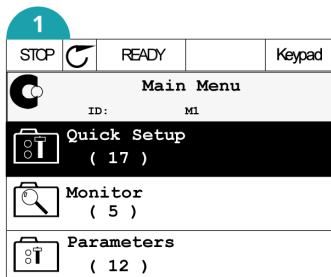 1
STOP READY Keypad
Main Menu
ID: M1
Quick Setup
( 17 )
Monitor
( 5 )
Parameters
( 12 )